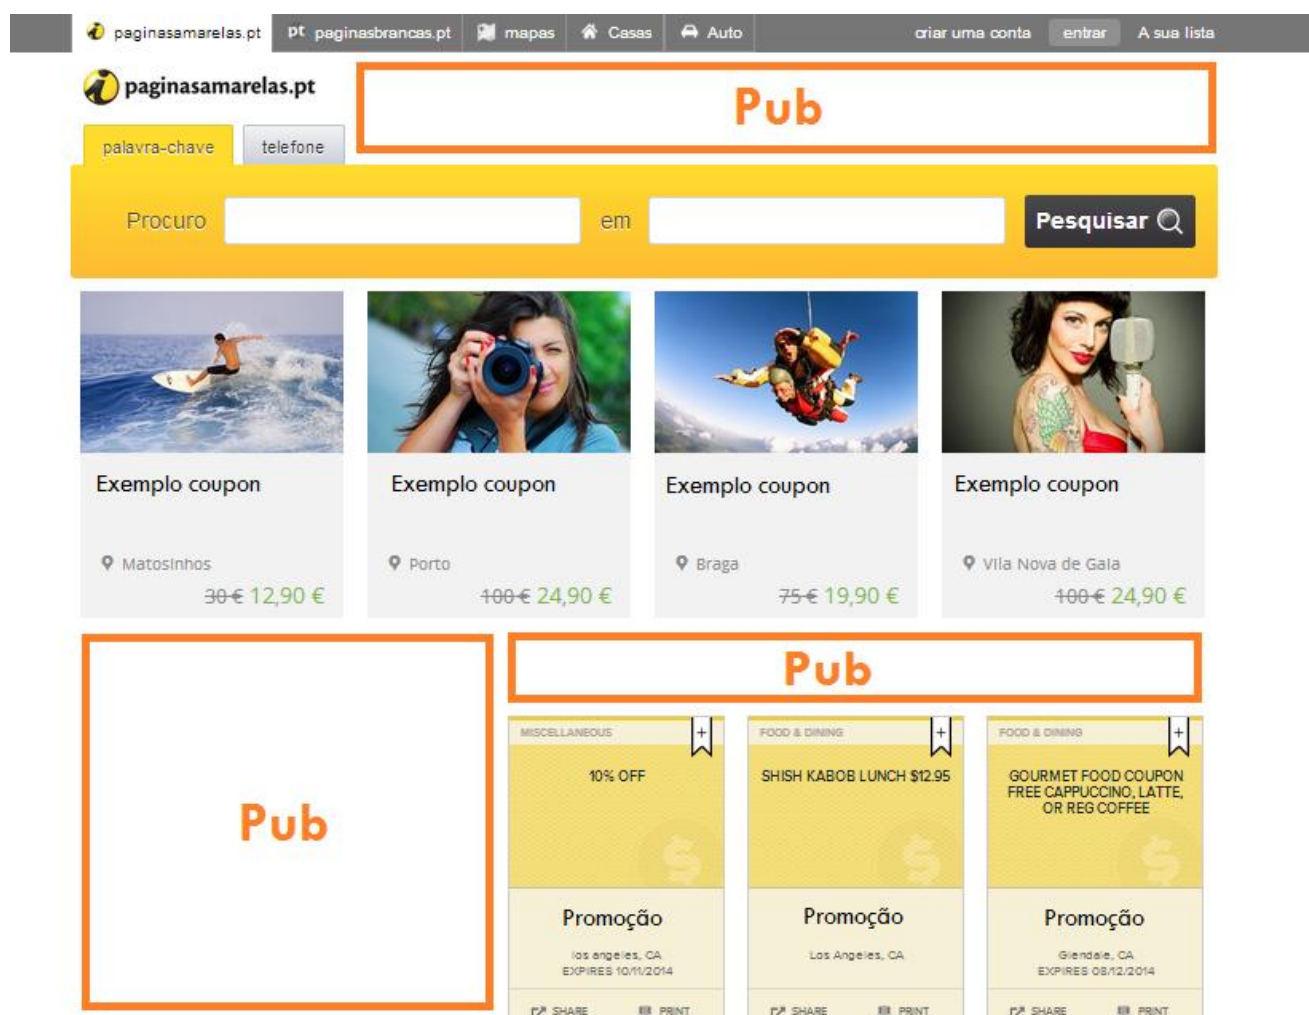 paginasamarelas.pt pt paginasbrancas.pt mapas Casas Auto criar uma conta entrar A sua lista
paginasamarelas.pt
Pub
palavra-chave telefone
Procuro em Pesquisar
Exemplo coupon Exemplo coupon Exemplo coupon Exemplo coupon
Matosinhos Porto Braga Vila Nova de Gaia
30 € 12,90 € 100 € 24,90 € 75 € 19,90 € 100 € 24,90 €
Pub
Pub
MISCELLANEOUS + FOOD & DINING + FOOD & DINING +
10% OFF
SHISH KABOB LUNCH $12.95
GOURMET FOOD COUPON
FREE CAPPUCCINO, LATTE,
OR REG COFFEE
$ $ $
Promoção Promoção Promoção
los angeles, CA Los Angeles, CA Glendale, CA
EXPIRES 10/11/2014 EXPIRES 08/12/2014
SHARE PRINT SHARE PRINT SHARE PRINT